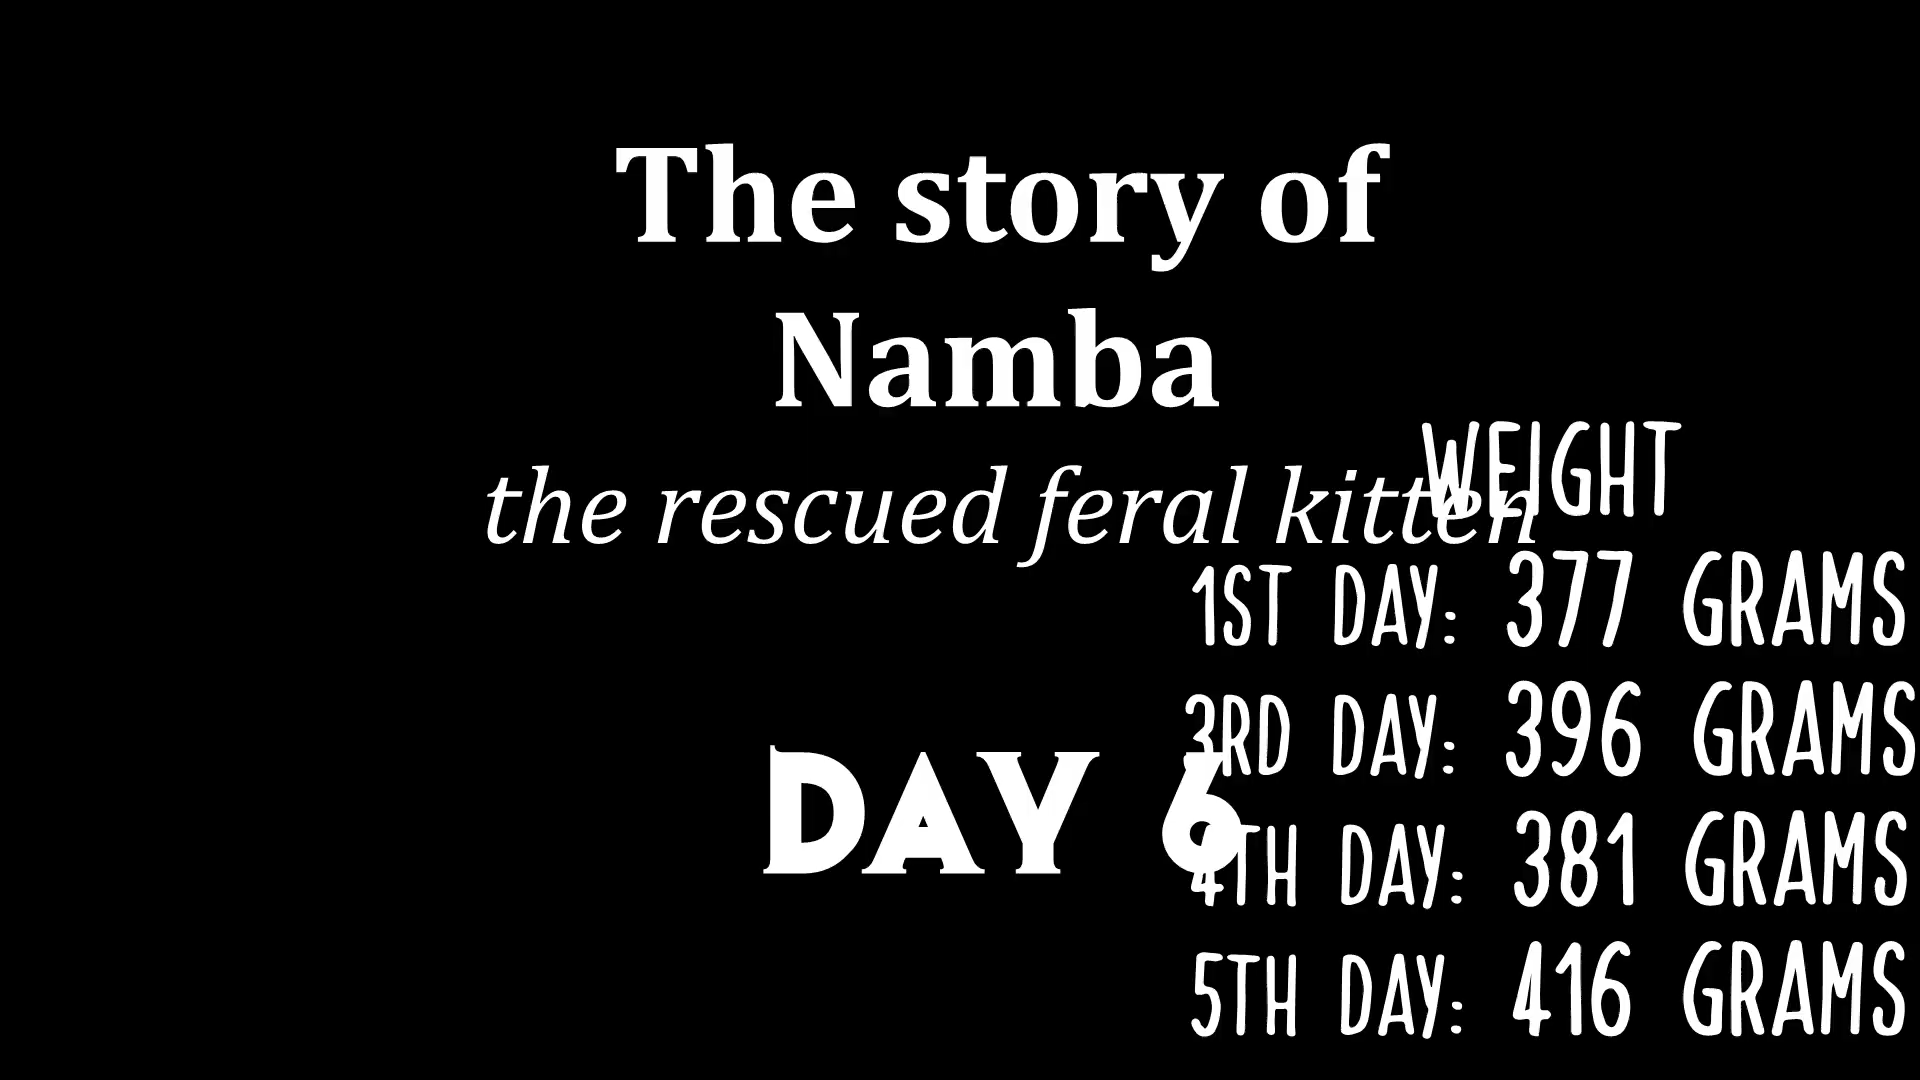 The story of
Namba
the rescued feral kitten
DAY 6
WEIGHT
1ST DAY: 377 GRAMS
3RD DAY: 396 GRAMS
4TH DAY: 381 GRAMS
5TH DAY: 416 GRAMS